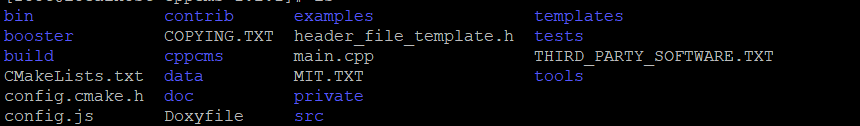 bin contrib examples templates
booster COPYING.TXT header_file_template.h tests
build cppcms main.cpp THIRD_PARTY_SOFTWARE.TXT
CMakeLists.txt data MIT.TXT tools
config.cmake.h doc private
config.js Doxyfile src